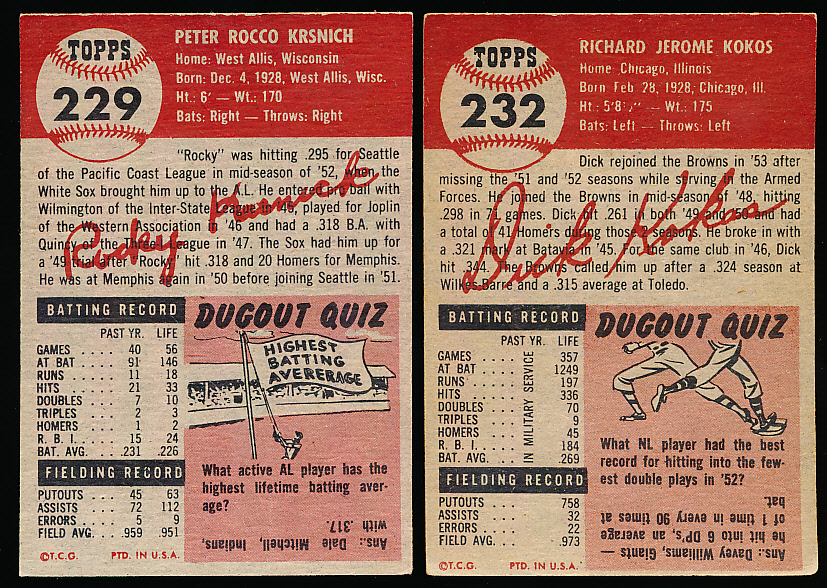 TOPPS
229
PETER ROCCO KRSNICH
Home: West Allis, Wisconsin
Born: Dec. 4, 1928, West Allis, Wisc.
Ht.: 6' – Wt.: 170
Bats: Right – Throws: Right
"Rocky" was hitting .295 for Seattle
of the Pacific Coast League in mid-season of '52, when the
White Sox brought him up to the A.L. He entered pro ball with
Wilmington of the Inter-State League in '45, played for Joplin
of the Western Association in '46 and had a .318 B.A. with
Quincy of the Three-I League in '47. The Sox had him up for
a '49 trial after "Rocky" hit .318 and 20 Homers for Memphis.
He was at Memphis again in '50 before joining Seattle in '51.
Rocky Krsnich
BATTING RECORD
PAST YR. LIFE
GAMES .... 40 56
AT BAT .... 91 146
RUNS .... 11 18
HITS .... 21 33
DOUBLES .. 7 10
TRIPLES ... 2 3
HOMERS ... 1 2
R. B. I. .... 15 24
BAT. AVG. .. .231 .226
FIELDING RECORD
PUTOUTS .. 45 63
ASSISTS ... 72 112
ERRORS ... 5 9
FIELD AVG. .. .959 .951
DUGOUT QUIZ
HIGHEST
BATTING
AVERERAGE
What active AL player has the
highest lifetime batting aver-
age?
Ans.: Dale Mitchell, Indians,
with .317.
©T.C.G. PTD. IN U.S.A.
TOPPS
232
RICHARD JEROME KOKOS
Home: Chicago, Illinois
Born Feb 28, 1928, Chicago, Ill.
Ht.: 5'8½" – Wt.: 175
Bats: Left – Throws: Left
Dick rejoined the Browns in '53 after
missing the '51 and '52 seasons while serving in the Armed
Forces. He joined the Browns in mid-season of '48, hitting
.298 in 71 games. Dick hit .261 in both '49 and '50 and had
a total of 41 Homers during those 2 seasons. He broke in with
a .321 mark at Batavia in '45. For the same club in '46, Dick
hit .344. The Browns called him up after a .324 season at
Wilkes-Barre and a .315 average at Toledo.
Dick Kokos
BATTING RECORD
PAST YR. LIFE
GAMES .... 357
AT BAT .... 1249
RUNS .... 197
HITS .... 336
DOUBLES .. 70
TRIPLES ... 9
HOMERS ... 45
R. B. I. .... 184
BAT. AVG. .. .269
IN MILITARY SERVICE
FIELDING RECORD
PUTOUTS ...... 758
ASSISTS ...... 32
ERRORS ...... 22
FIELD AVG. .... .973
DUGOUT QUIZ
What NL player had the best
record for hitting into the few-
est double plays in '52?
Ans.: Davey Williams, Giants—
he hit into 6 DP's, an average
of 1 time in every 90 times at
bat.
©T.C.G. PTD. IN U.S.A.